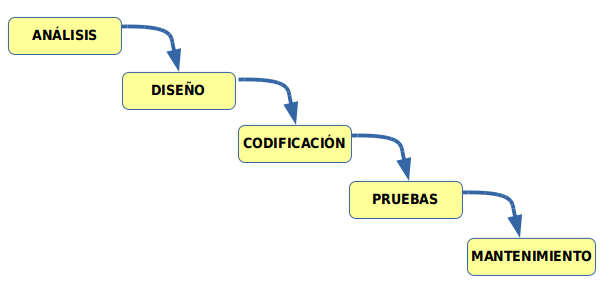 ANÁLISIS
DISEÑO
CODIFICACIÓN
PRUEBAS
MANTENIMIENTO